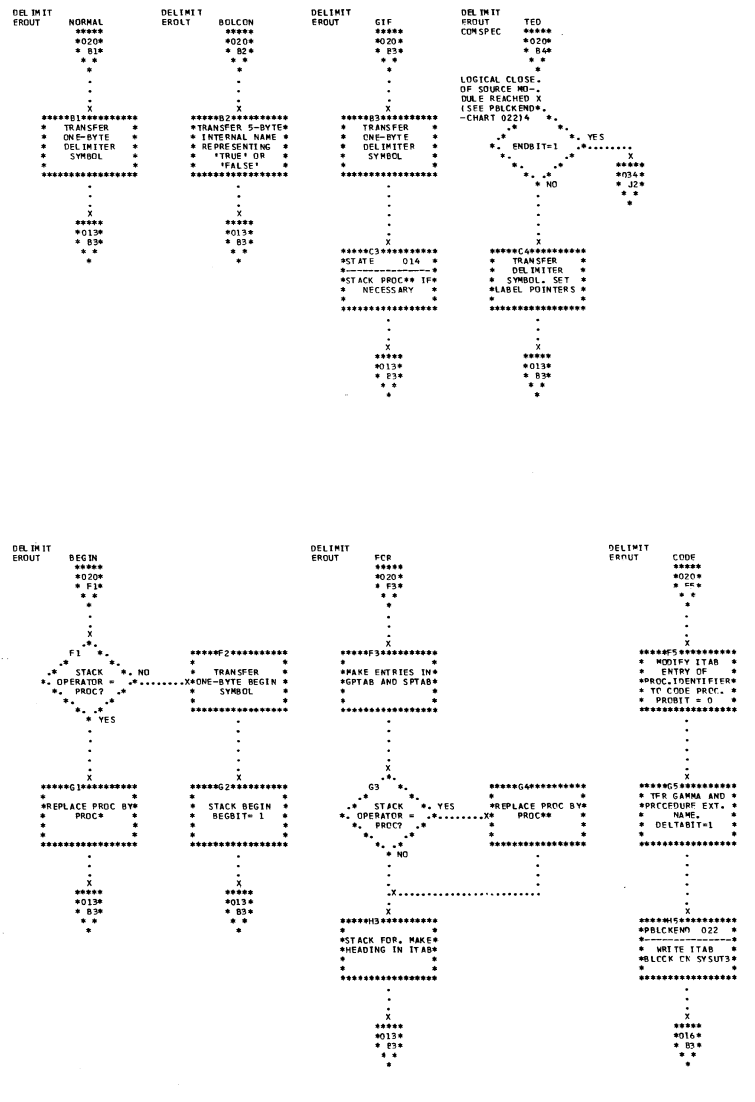 DELIMIT
EROUT NORMAL
*****
*020*
* B1*
* *
*
X
*****B1**********
* TRANSFER *
* ONE-BYTE *
* DELIMITER *
* SYMBOL *
*****************
X
*****
*013*
* B3*
* *
*
DELIMIT
EROLT BOLCON
*****
*020*
* B2*
* *
*
X
*****B2**********
*TRANSFER 5-BYTE*
* INTERNAL NAME *
* REPRESENTING *
* 'TRUE' OR *
* 'FALSE' *
*****************
X
*****
*013*
* B3*
* *
*
DELIMIT
EROUT GIF
*****
*020*
* B3*
* *
*
X
*****B3**********
* TRANSFER *
* ONE-BYTE *
* DELIMITER *
* SYMBOL *
*****************
X
*****C3**********
*STATE 014 *
*---------------*
*STACK PROC** IF*
* NECESSARY *
* *
*****************
X
*****
*013*
* B3*
* *
*
DELIMIT
EROUT TED
COMSPEC *****
*020*
* B4*
* *
*
LOGICAL CLOSE.
OF SOURCE MO-.
DULE REACHED X
(SEE PBLCKEND*.
-CHART 022)4 *.
.* *. YES
*. ENDBIT=1 .*........
*. .* X
*****
*034*
* J2*
* *
*
* NO
X
*****C4**********
* TRANSFER *
* DELIMITER *
* SYMBOL. SET *
*LABEL POINTERS *
* *
*****************
X
*****
*013*
* B3*
* *
*
DELIMIT
EROUT BEGIN
*****
*020*
* F1*
* *
*
X
F1 *.
.* STACK *. NO
*. OPERATOR = .*........X
*. PROC? .*
* YES
X
*****G1**********
* *
*REPLACE PROC BY*
* PROC* *
* *
*****************
X
*****
*013*
* B3*
* *
*
*****F2**********
* *
* TRANSFER *
*ONE-BYTE BEGIN *
* SYMBOL *
* *
*****************
X
*****G2**********
* *
* STACK BEGIN *
* BEGBIT= 1 *
* *
*****************
X
*****
*013*
* B3*
* *
*
DELIMIT
EROUT FCR
*****
*020*
* F3*
* *
*
X
*****F3**********
* *
*MAKE ENTRIES IN*
*GPTAB AND SPTAB*
* *
*****************
X
G3 *.
.* STACK *. YES
*. OPERATOR = .*........X
*. PROC? .*
* NO
*****G4**********
* *
*REPLACE PROC BY*
* PROC** *
* *
*****************
.X..................
X
*****H3**********
* *
*STACK FOR. MAKE*
*HEADING IN ITAB*
* *
*****************
X
*****
*013*
* B3*
* *
*
DELIMIT
EROUT CODE
*****
*020*
* *
*
X
*****F5**********
* MODIFY ITAB *
* ENTRY OF *
*PROC.IDENTIFIER*
* TO CODE PROC. *
* PROBIT = 0 *
*****************
X
*****G5**********
* TFR GAMMA AND *
*PROCEDURE EXT. *
* NAME. *
* DELTABIT=1 *
* *
*****************
X
*****H5**********
*PBLCKEND 022 *
*---------------*
* WRITE ITAB *
*BLOCK ON SYSUT3*
* *
*****************
X
*****
*016*
* B3*
* *
*